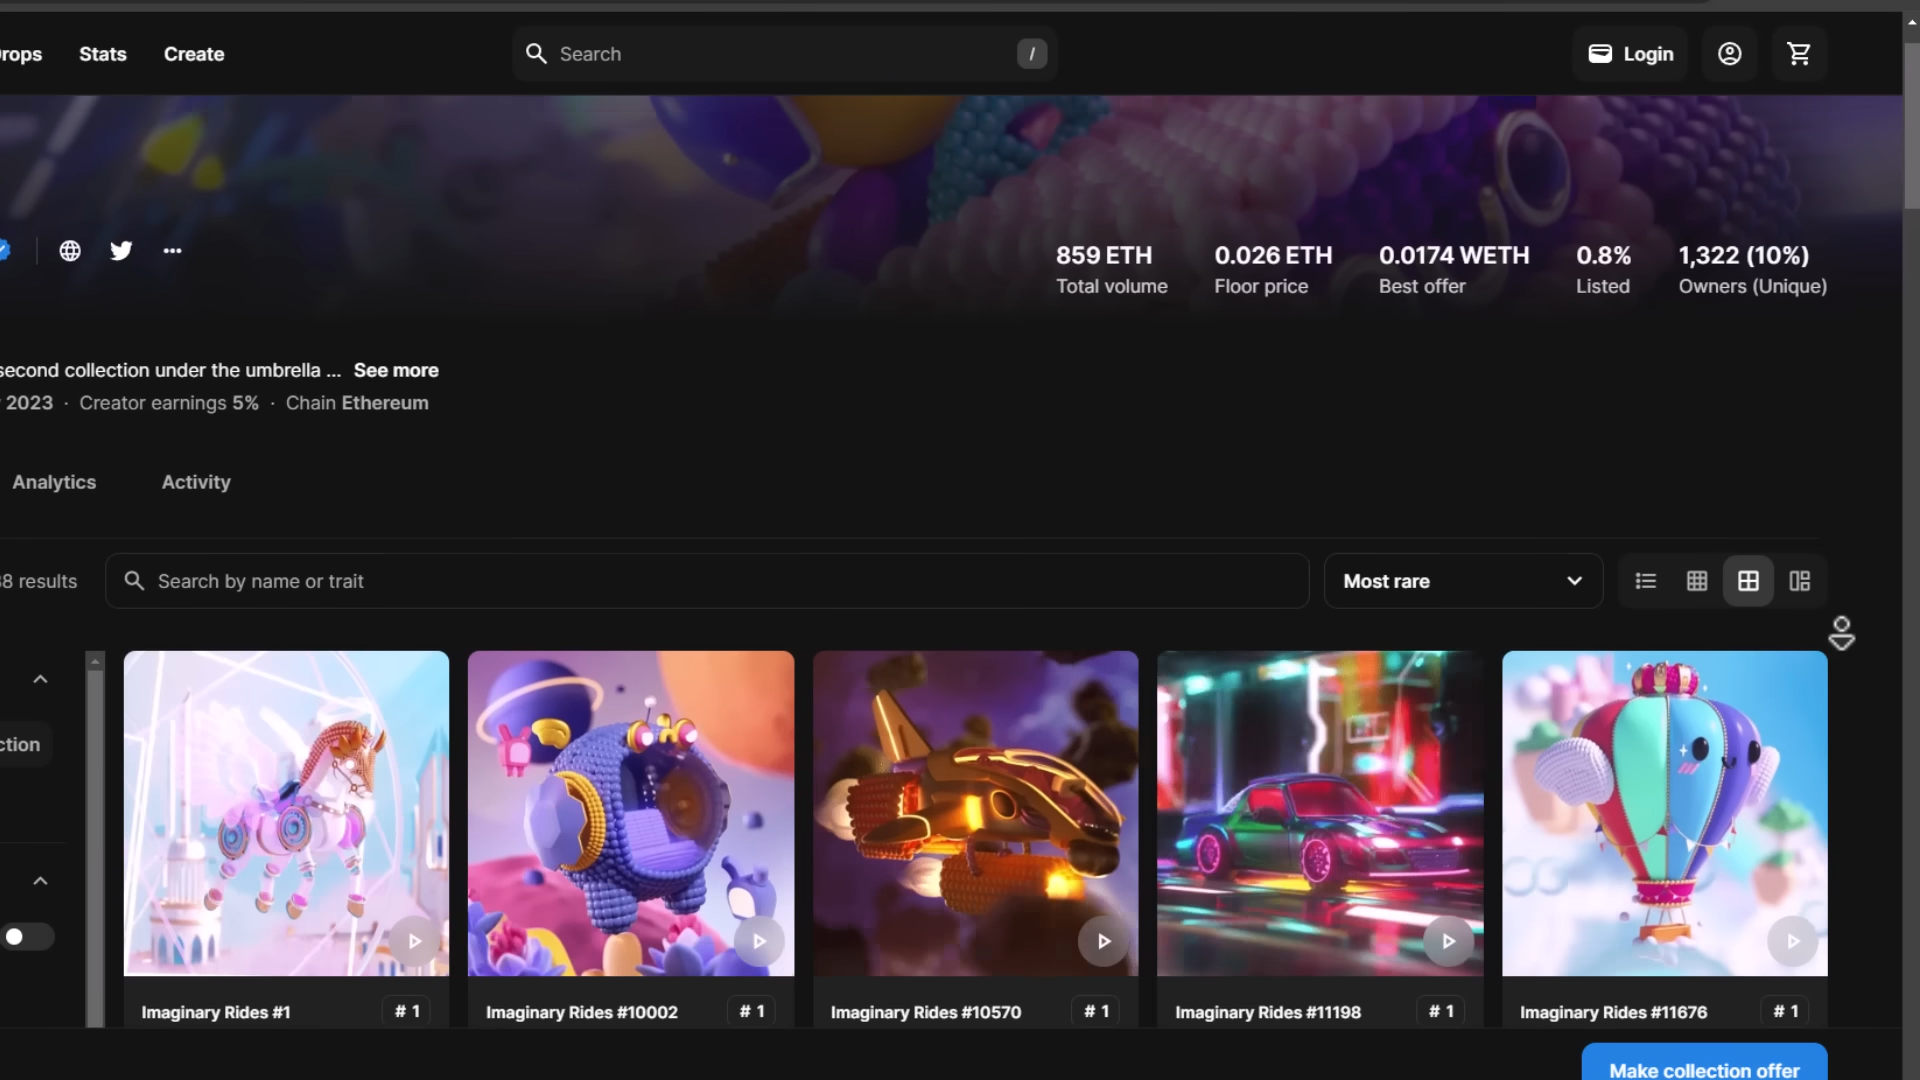 rops Stats Create Search / Login
859 ETH 0.026 ETH 0.0174 WETH 0.8% 1,322 (10%)
Total volume Floor price Best offer Listed Owners (Unique)
second collection under the umbrella ... See more
2023 · Creator earnings 5% · Chain Ethereum
Analytics Activity
8 results Search by name or trait Most rare
ction
Imaginary Rides #1 # 1 Imaginary Rides #10002 # 1 Imaginary Rides #10570 # 1 Imaginary Rides #11198 # 1 Imaginary Rides #11676 # 1
Make collection offer